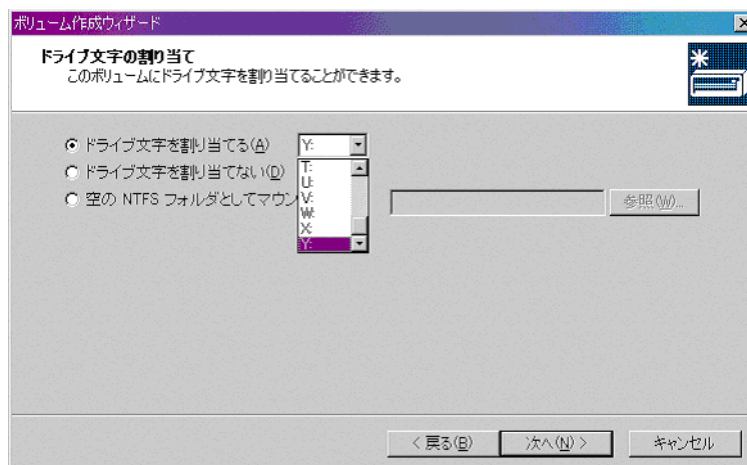 ボリューム作成ウィザード
ドライブ文字の割り当て
このボリュームにドライブ文字を割り当てることができます。
ドライブ文字を割り当てる(A) Y:
ドライブ文字を割り当てない(D)
空の NTFS フォルダとしてマウン 参照(W)...
T:
U:
V:
W:
X:
Y:
< 戻る(B) 次へ(N) > キャンセル